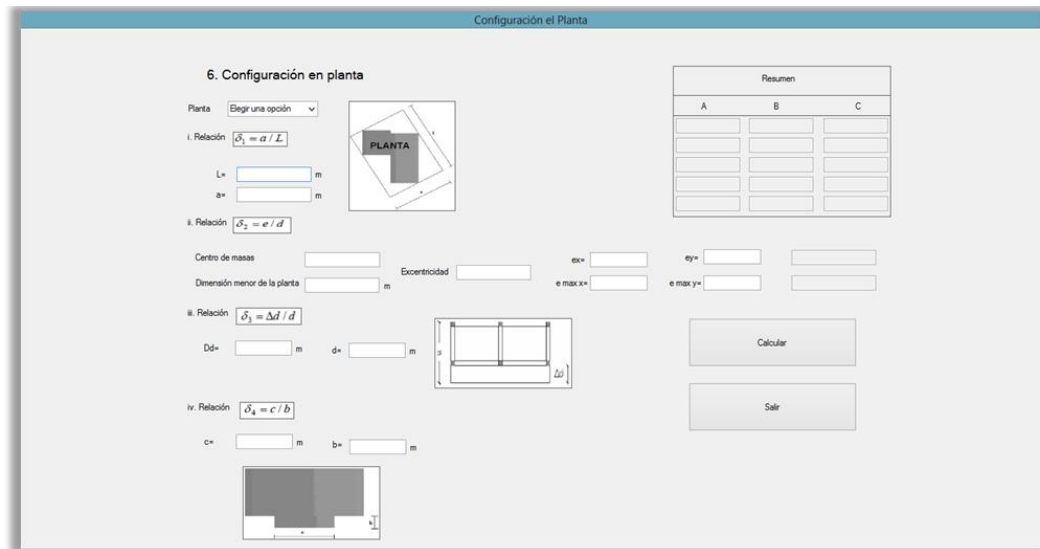 Configuración el Planta
6. Configuración en planta
Planta Elegir una opción
PLANTA
i. Relación δ₁ = a / L
L= m
a= m
ii. Relación δ₂ = e / d
Resumen
A B C
Centro de masas
Dimensión menor de la planta m
Excentricidad
ex= ey=
e max x= e max y=
iii. Relación δ₃ = Δd / d
Dd= m d= m
Δd
Calcular
Salir
iv. Relación δ₄ = c / b
c= m b= m